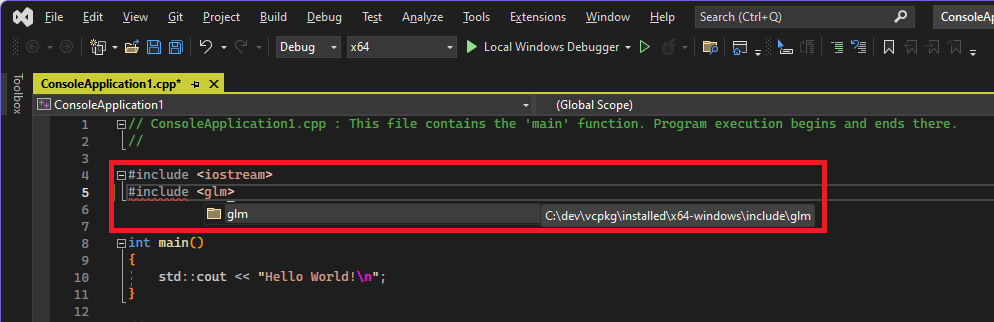 File Edit View Git Project Build Debug Test Analyze Tools Extensions Window Help Search (Ctrl+Q) ConsoleA
Debug x64 Local Windows Debugger
Toolbox
ConsoleApplication1.cpp*
ConsoleApplication1 (Global Scope)
1 // ConsoleApplication1.cpp : This file contains the 'main' function. Program execution begins and ends there.
2 //
3
4 #include <iostream>
5 #include <glm>
6 glm C:\dev\vcpkg\installed\x64-windows\include\glm
7
8 int main()
9 {
10 std::cout << "Hello World!\n";
11 }
12